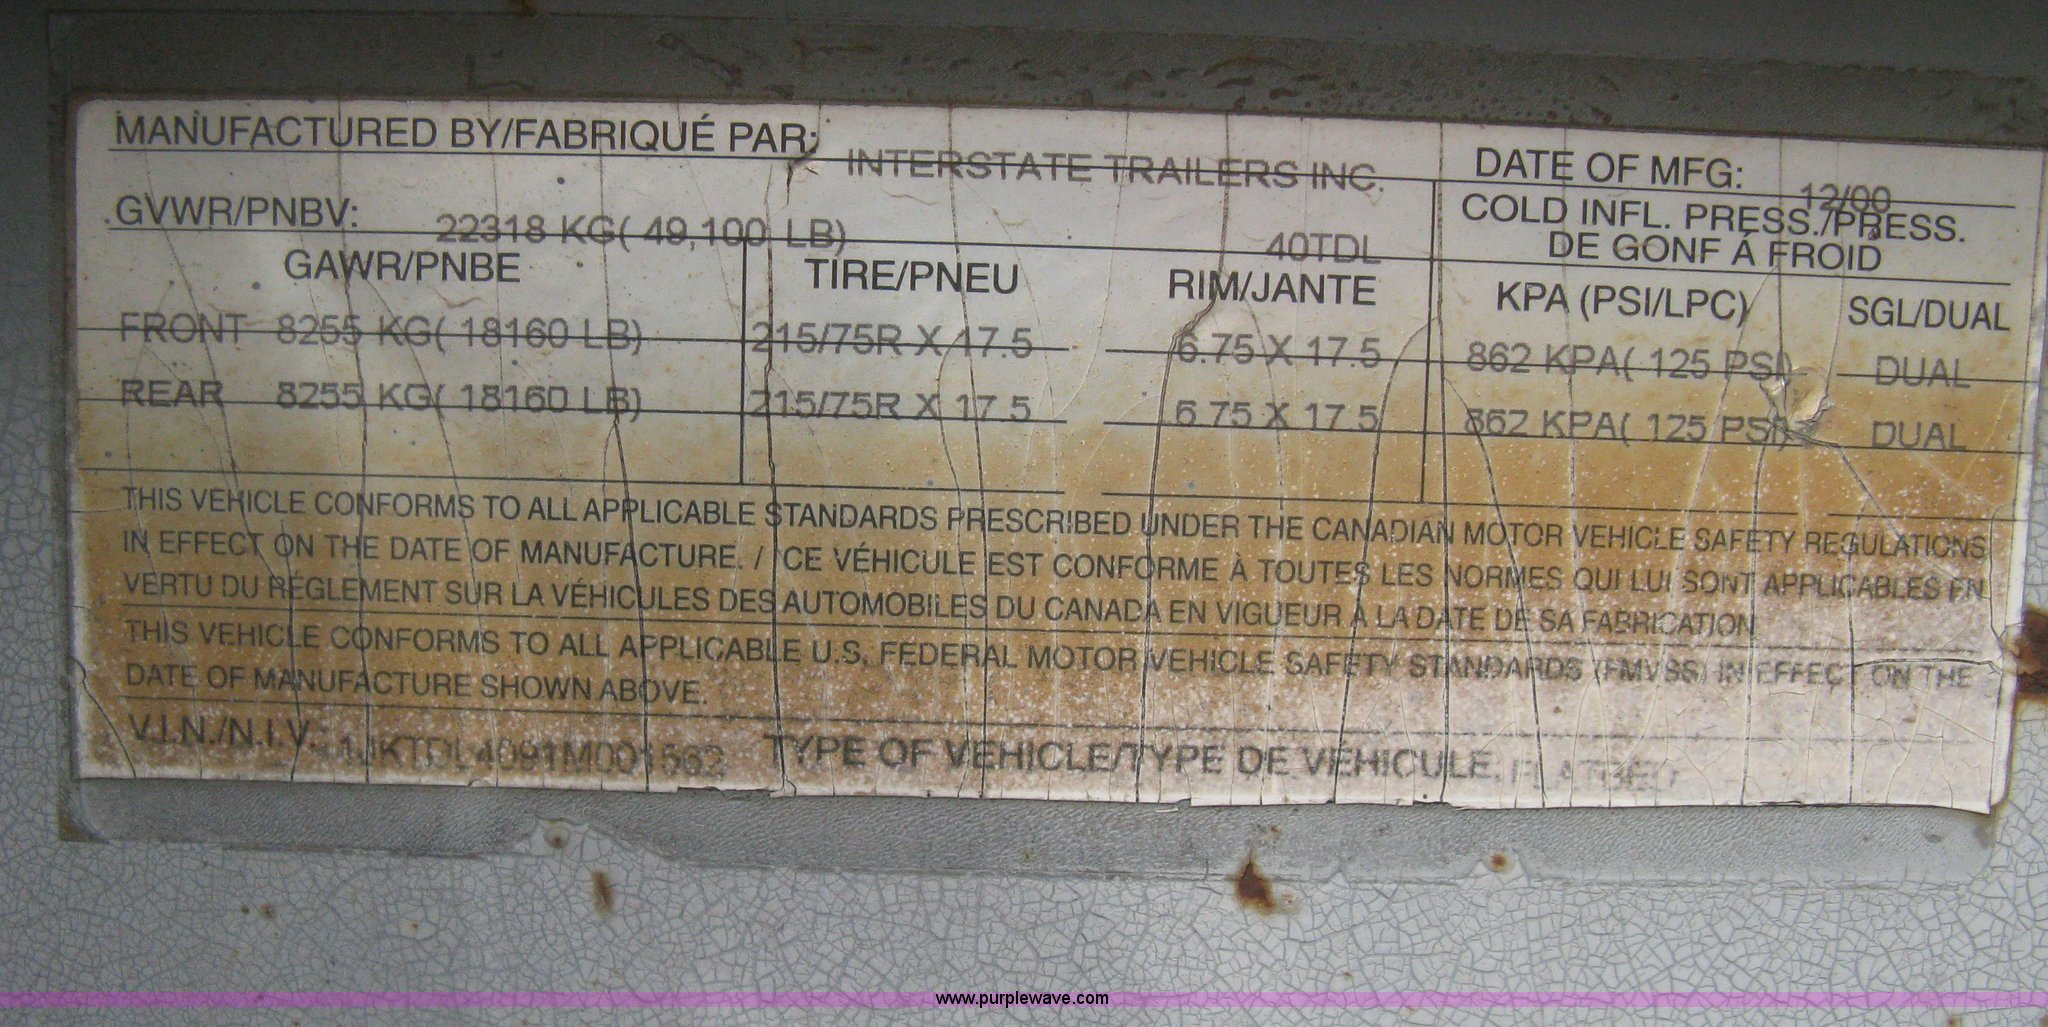 MANUFACTURED BY/FABRIQUÉ PAR: INTERSTATE TRAILERS INC. DATE OF MFG: 12/00
GVWR/PNBV: 22318 KG( 49,100 LB) 40TDL COLD INFL. PRESS./PRESS.
DE GONF Á FROID
GAWR/PNBE TIRE/PNEU RIM/JANTE KPA (PSI/LPC) SGL/DUAL
FRONT 8255 KG( 18160 LB) 215/75R X 17.5 6.75 X 17.5 862 KPA( 125 PSI) DUAL
REAR 8255 KG( 18160 LB) 215/75R X 17.5 6.75 X 17.5 862 KPA( 125 PSI) DUAL
THIS VEHICLE CONFORMS TO ALL APPLICABLE STANDARDS PRESCRIBED UNDER THE CANADIAN MOTOR VEHICLE SAFETY REGULATIONS
IN EFFECT ON THE DATE OF MANUFACTURE. / CE VÉHICULE EST CONFORME À TOUTES LES NORMES QUI LUI SONT APPLICABLES EN
VERTU DU RÉGLEMENT SUR LA VÉHICULES DES AUTOMOBILES DU CANADA EN VIGUEUR À LA DATE DE SA FABRICATION
THIS VEHICLE CONFORMS TO ALL APPLICABLE U.S. FEDERAL MOTOR VEHICLE SAFETY STANDARDS (FMVSS) IN EFFECT ON THE
DATE OF MANUFACTURE SHOWN ABOVE.
V.I.N./N.I.V.: 1JKTDL4091M001562 TYPE OF VEHICLE/TYPE DE VÉHICULE: FLATBED
www.purplewave.com